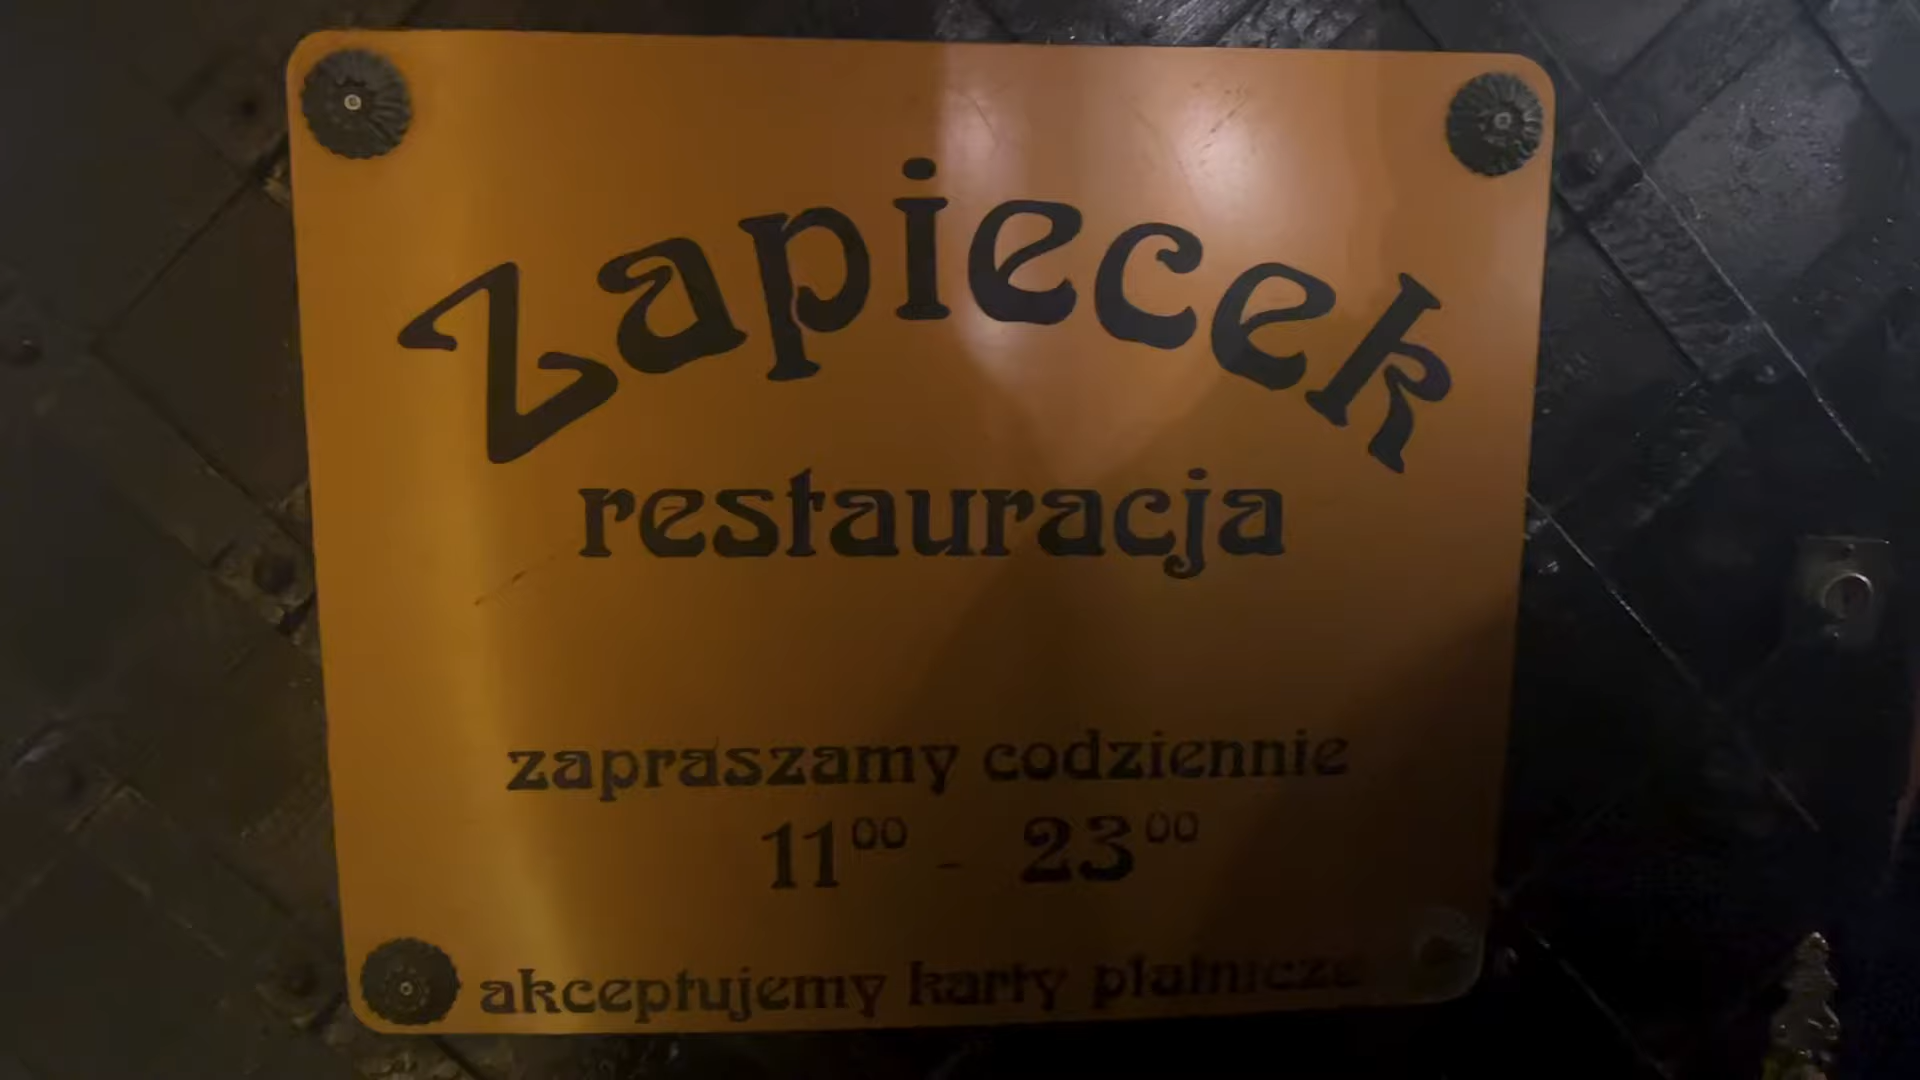 Zapiecek
restauracja
zapraszamy codziennie
11⁰⁰ - 23⁰⁰
akceptujemy karty płatnicze